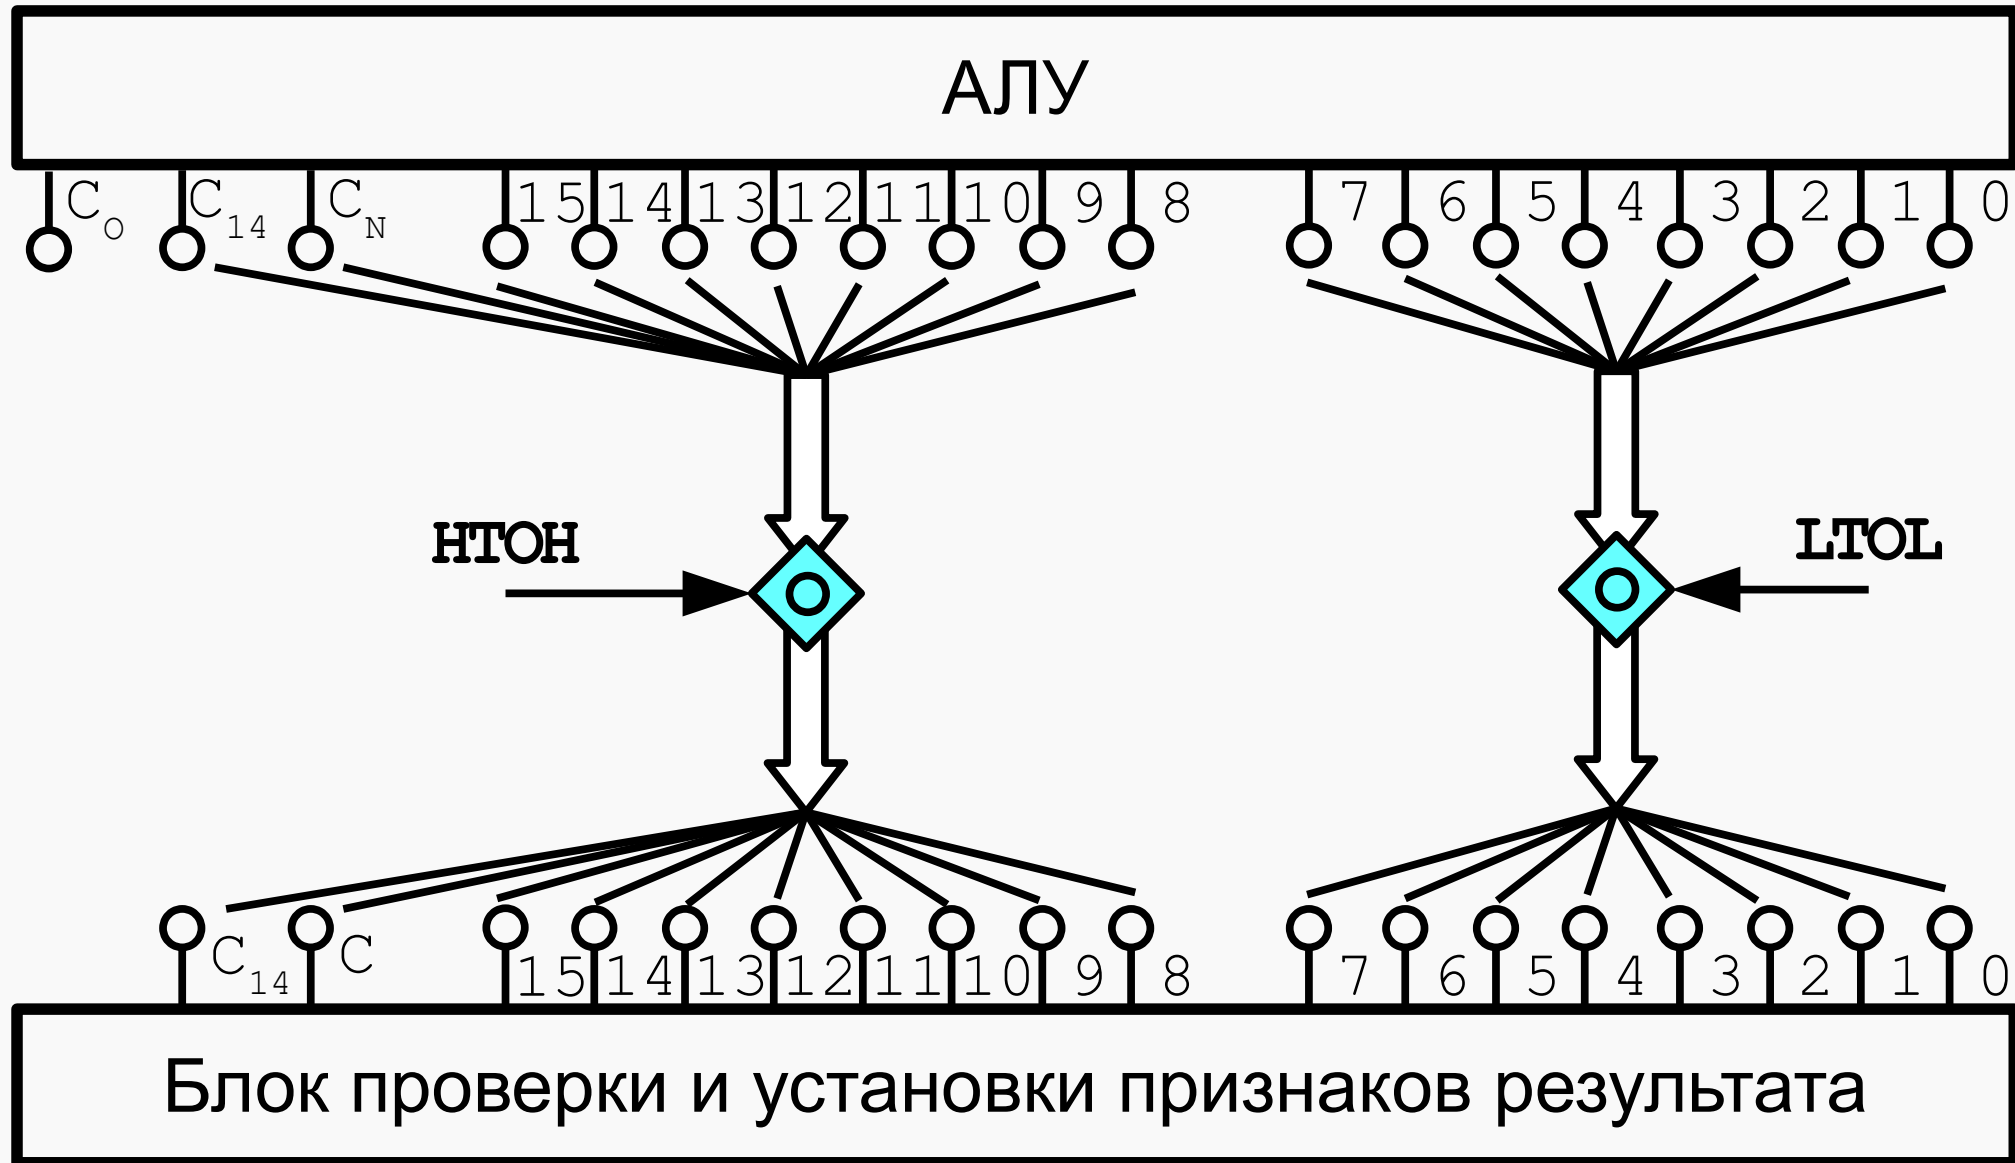 АЛУ
C₀ C₁₄ C_N 15 14 13 12 11 10 9 8 7 6 5 4 3 2 1 0
HTOH LTOL
C₁₄ C 15 14 13 12 11 10 9 8 7 6 5 4 3 2 1 0
Блок проверки и установки признаков результата